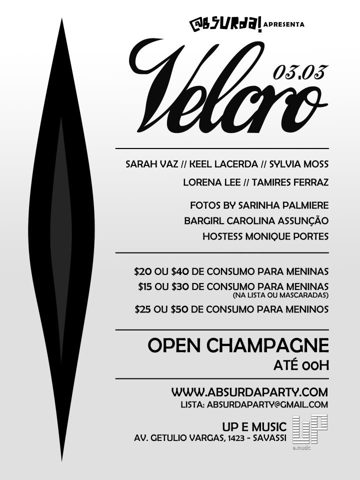 @bsurda! APRESENTA
Velcro 03.03
SARAH VAZ // KEEL LACERDA // SYLVIA MOSS
LORENA LEE // TAMIRES FERRAZ
FOTOS BY SARINHA PALMIERE
BARGIRL CAROLINA ASSUNÇÃO
HOSTESS MONIQUE PORTES
$20 OU $40 DE CONSUMO PARA MENINAS
$15 OU $30 DE CONSUMO PARA MENINAS
(NA LISTA OU MASCARADAS)
$25 OU $50 DE CONSUMO PARA MENINOS
OPEN CHAMPAGNE
ATÉ 00H
WWW.ABSURDAPARTY.COM
LISTA: ABSURDAPARTY@GMAIL.COM
UP E MUSIC
AV. GETULIO VARGAS, 1423 - SAVASSI
UP
e.music